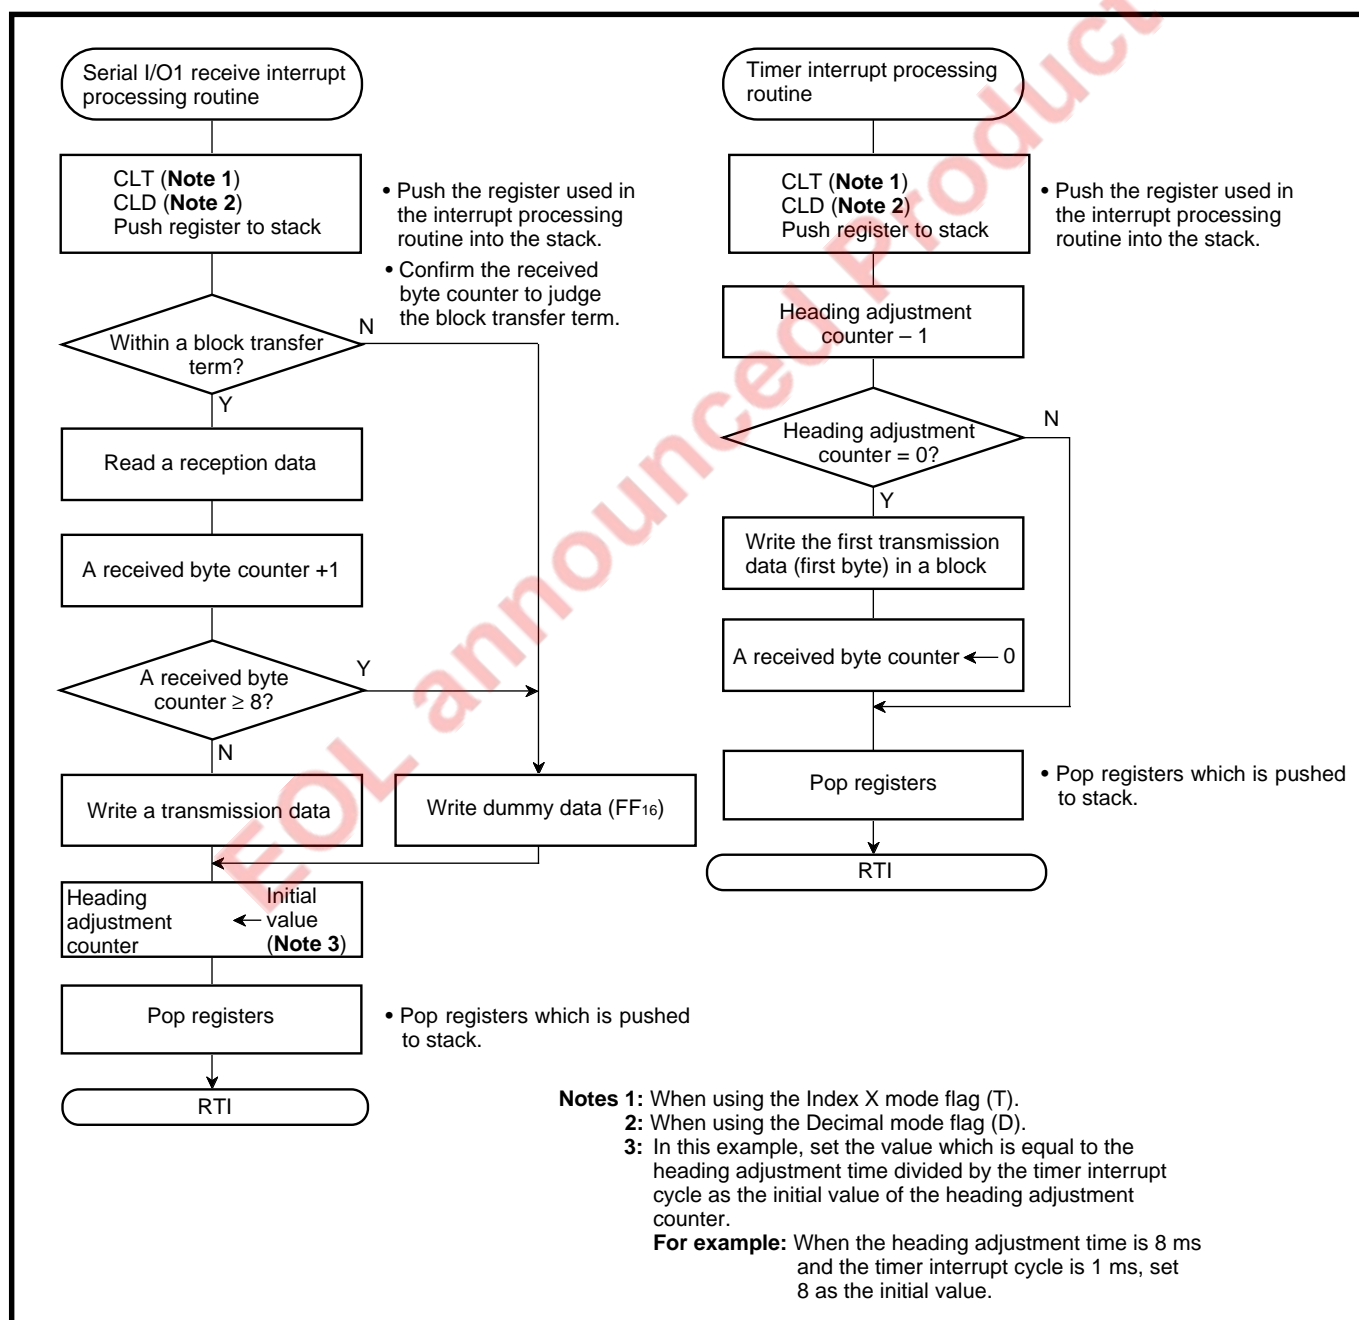 Serial I/O1 receive interrupt
processing routine
CLT (Note 1)
CLD (Note 2)
Push register to stack
• Push the register used in
the interrupt processing
routine into the stack.
• Confirm the received
byte counter to judge
the block transfer term.
Within a block transfer
term?
N
Y
Read a reception data
A received byte counter +1
A received byte
counter ≥ 8?
Y
N
Write a transmission data
Write dummy data (FF16)
Heading
adjustment
counter
← Initial
value
(Note 3)
Pop registers
• Pop registers which is pushed
to stack.
RTI
Timer interrupt processing
routine
CLT (Note 1)
CLD (Note 2)
Push register to stack
• Push the register used in
the interrupt processing
routine into the stack.
Heading adjustment
counter – 1
Heading adjustment
counter = 0?
N
Y
Write the first transmission
data (first byte) in a block
A received byte counter ← 0
Pop registers
• Pop registers which is pushed
to stack.
RTI
Notes 1: When using the Index X mode flag (T).
2: When using the Decimal mode flag (D).
3: In this example, set the value which is equal to the
heading adjustment time divided by the timer interrupt
cycle as the initial value of the heading adjustment
counter.
For example: When the heading adjustment time is 8 ms
and the timer interrupt cycle is 1 ms, set
8 as the initial value.
EOL announced Product